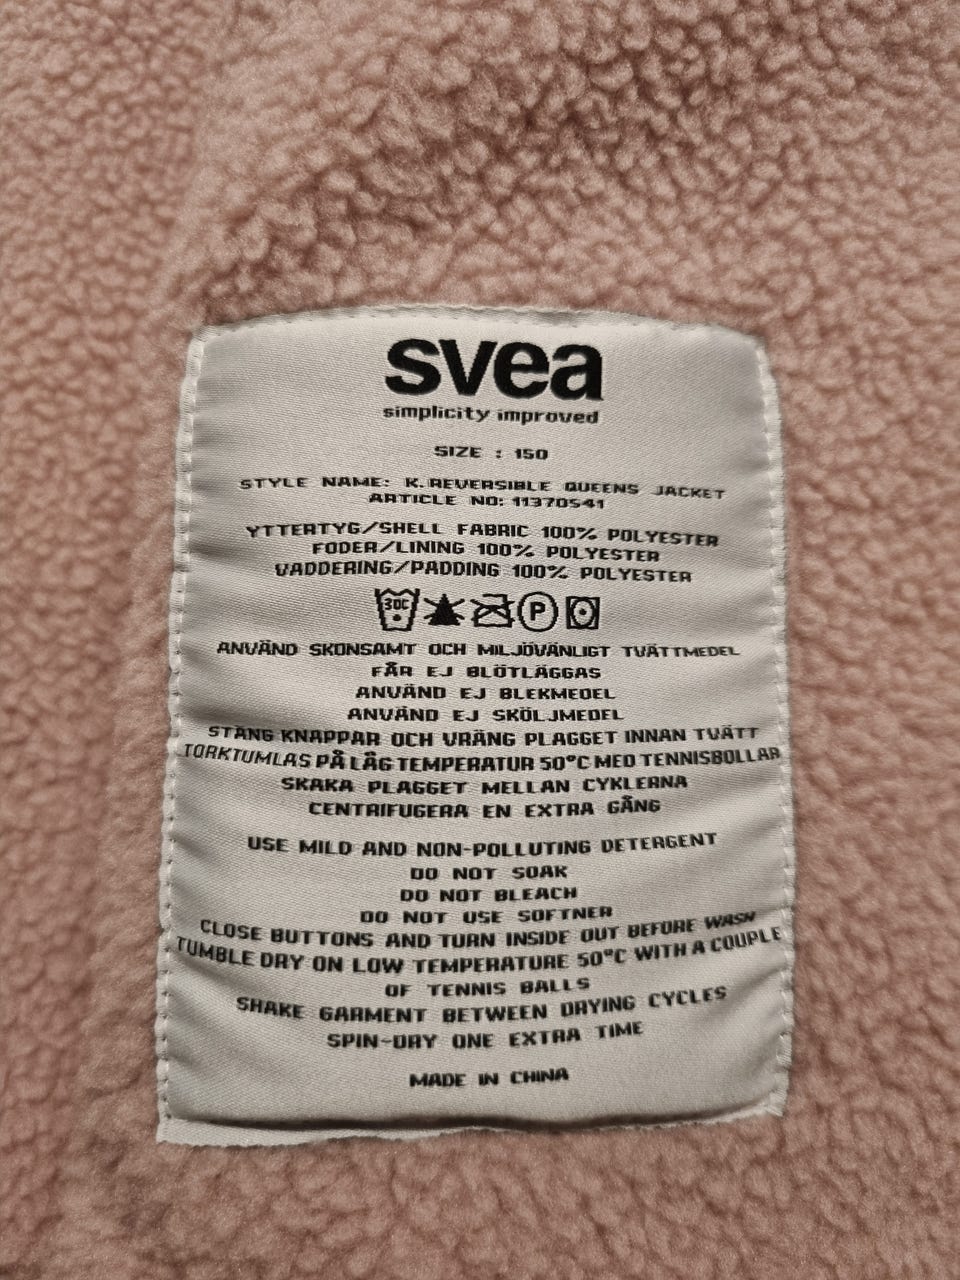 svea
simplicity improved
SIZE : 150
STYLE NAME: K. REVERSIBLE QUEENS JACKET
ARTICLE NO: 11370541
YTTERTYG/SHELL FABRIC 100% POLYESTER
FODER/LINING 100% POLYESTER
VADDERING/PADDING 100% POLYESTER
30C P
ANVÄND SKONSAMT OCH MILJÖVÄNLIGT TVÄTTMEDEL
FÅR EJ BLÖTLÄGGAS
ANVÄND EJ BLEKMEDEL
ANVÄND EJ SKÖLJMEDEL
STÄNG KNAPPAR OCH VRÄNG PLAGGET INNAN TVÄTT
TORKTUMLAS PÅ LÅG TEMPERATUR 50°C MED TENNISBOLLAR
SKAKA PLAGGET MELLAN CYKLERNA
CENTRIFUGERA EN EXTRA GÅNG
USE MILD AND NON-POLLUTING DETERGENT
DO NOT SOAK
DO NOT BLEACH
DO NOT USE SOFTNER
CLOSE BUTTONS AND TURN INSIDE OUT BEFORE WASH
TUMBLE DRY ON LOW TEMPERATURE 50°C WITH A COUPLE
OF TENNIS BALLS
SHAKE GARMENT BETWEEN DRYING CYCLES
SPIN-DRY ONE EXTRA TIME
MADE IN CHINA